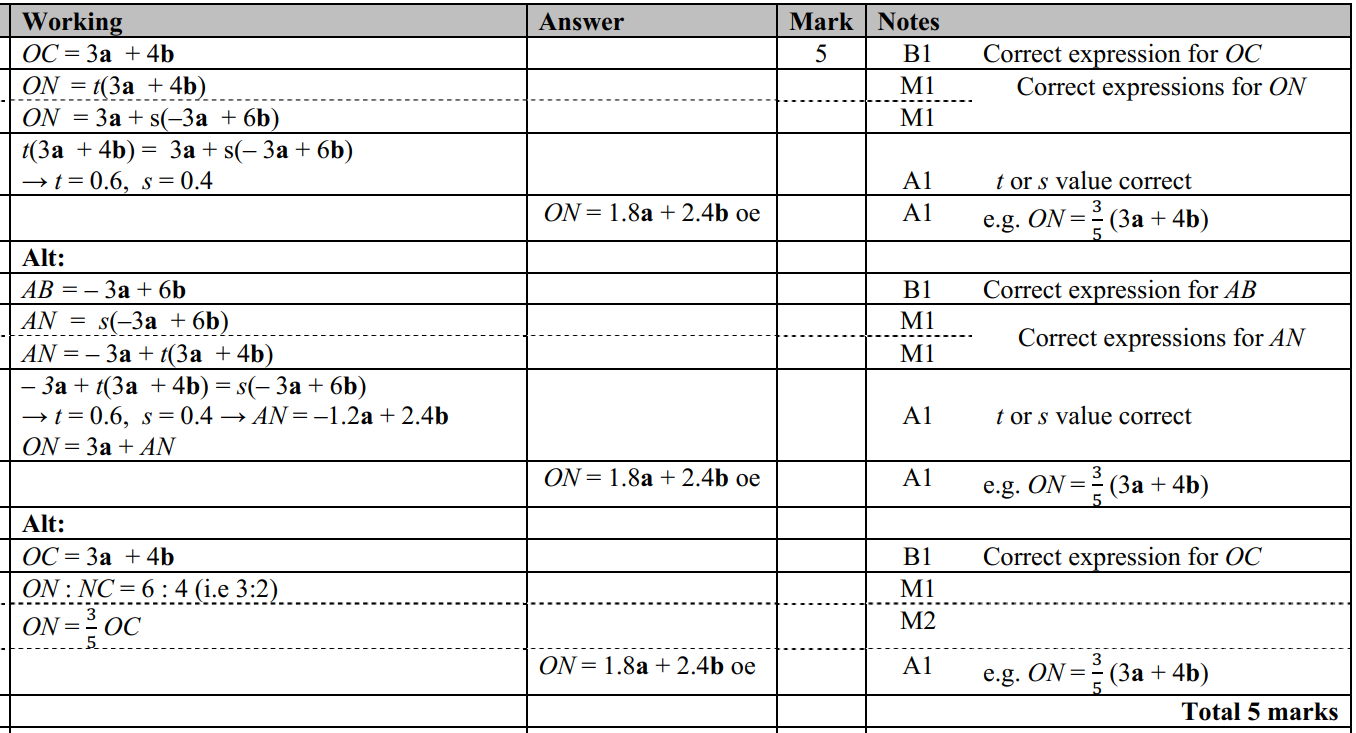 Working Answer Mark Notes
OC = 3a + 4b 5 B1 Correct expression for OC
ON = t(3a + 4b) M1 Correct expressions for ON
ON = 3a + s(–3a + 6b) M1
t(3a + 4b) = 3a + s(– 3a + 6b)
→ t = 0.6, s = 0.4 A1 t or s value correct
ON = 1.8a + 2.4b oe A1 e.g. ON = 3/5 (3a + 4b)
Alt:
AB = – 3a + 6b B1 Correct expression for AB
AN = s(–3a + 6b) M1 Correct expressions for AN
AN = – 3a + t(3a + 4b) M1
– 3a + t(3a + 4b) = s(– 3a + 6b)
→ t = 0.6, s = 0.4 → AN = –1.2a + 2.4b A1 t or s value correct
ON = 3a + AN
ON = 1.8a + 2.4b oe A1 e.g. ON = 3/5 (3a + 4b)
Alt:
OC = 3a + 4b B1 Correct expression for OC
ON : NC = 6 : 4 (i.e 3:2) M1
ON = 3/5 OC M2
ON = 1.8a + 2.4b oe A1 e.g. ON = 3/5 (3a + 4b)
Total 5 marks